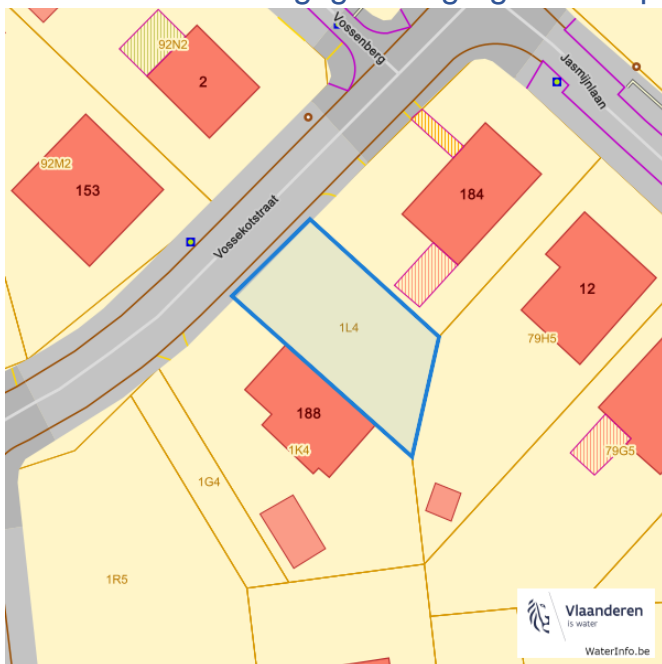 Vossenberg
Jasmijnlaan
92N2
2
92M2
153
184
Vossekotstraat
12
1L4
79H5
188
1K4
79G5
1G4
1R5
Vlaanderen
is water
WaterInfo.be